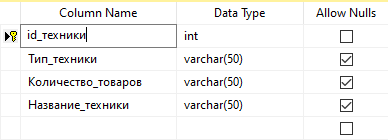 Column Name Data Type Allow Nulls
id_техники int
Тип_техники varchar(50)
Количество_товаров varchar(50)
Название_техники varchar(50)